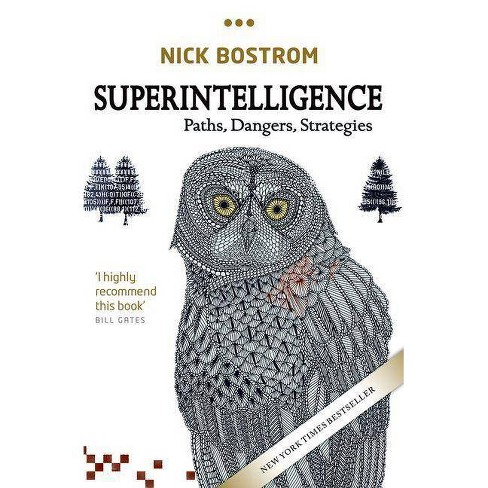 NICK BOSTROM
SUPERINTELLIGENCE
Paths, Dangers, Strategies
'I highly
recommend
this book'
BILL GATES
NEW YORK TIMES BESTSELLER